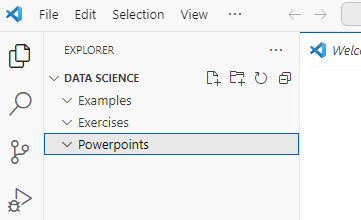 File Edit Selection View ···
EXPLORER ···
DATA SCIENCE
Examples
Exercises
Powerpoints